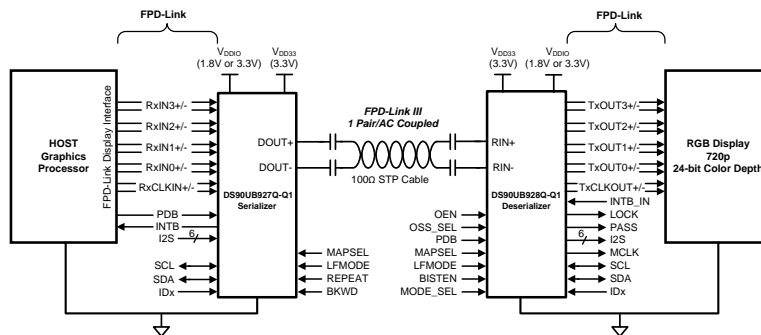 FPD-Link
FPD-Link
VDDIO
(1.8V or 3.3V)
VDD33
(3.3V)
VDD33
(3.3V)
VDDIO
(1.8V or 3.3V)
HOST
Graphics
Processor
FPD-Link Display Interface
RxIN3+/-
RxIN2+/-
RxIN1+/-
RxIN0+/-
RxCLKIN+/-
PDB
INTB
I2S
6
SCL
SDA
IDx
DOUT+
DOUT-
DS90UB927Q-Q1
Serializer
MAPSEL
LFMODE
REPEAT
BKWD
FPD-Link III
1 Pair/AC Coupled
100Ω STP Cable
RIN+
RIN-
DS90UB928Q-Q1
Deserializer
OEN
OSS_SEL
PDB
MAPSEL
LFMODE
BISTEN
MODE_SEL
TxOUT3+/-
TxOUT2+/-
TxOUT1+/-
TxOUT0+/-
TxCLKOUT+/-
INTB_IN
LOCK
PASS
6
I2S
MCLK
SCL
SDA
IDx
RGB Display
720p
24-bit Color Depth